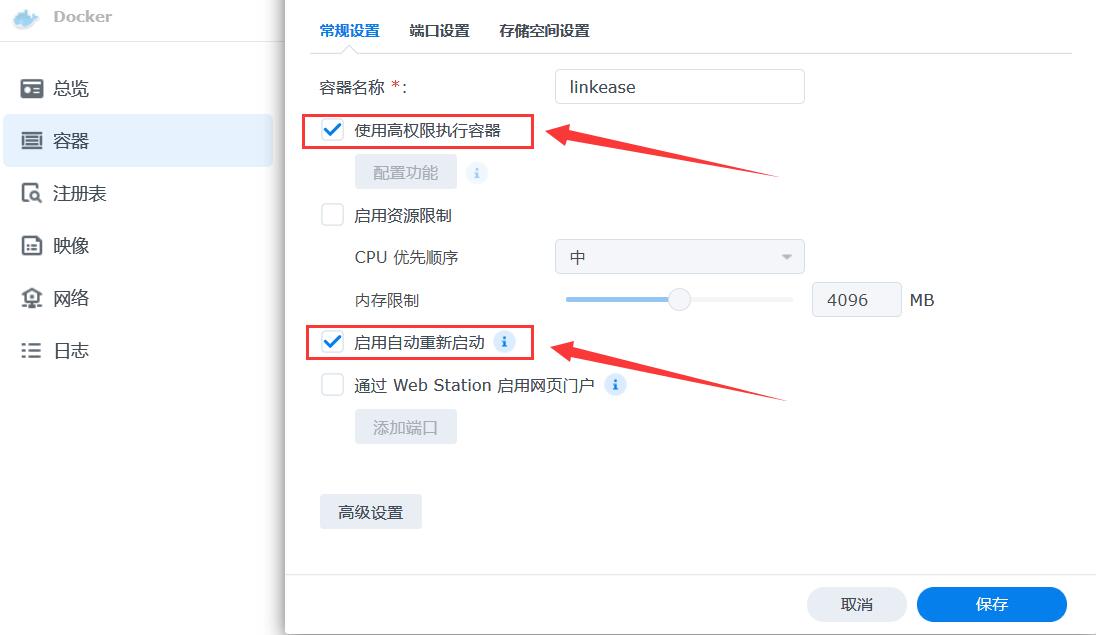 Docker
总览
容器
注册表
映像
网络
日志
常规设置 端口设置 存储空间设置
容器名称 *: linkease
使用高权限执行容器
配置功能
启用资源限制
CPU 优先顺序 中
内存限制 4096 MB
启用自动重新启动
通过 Web Station 启用网页门户
添加端口
高级设置
取消 保存